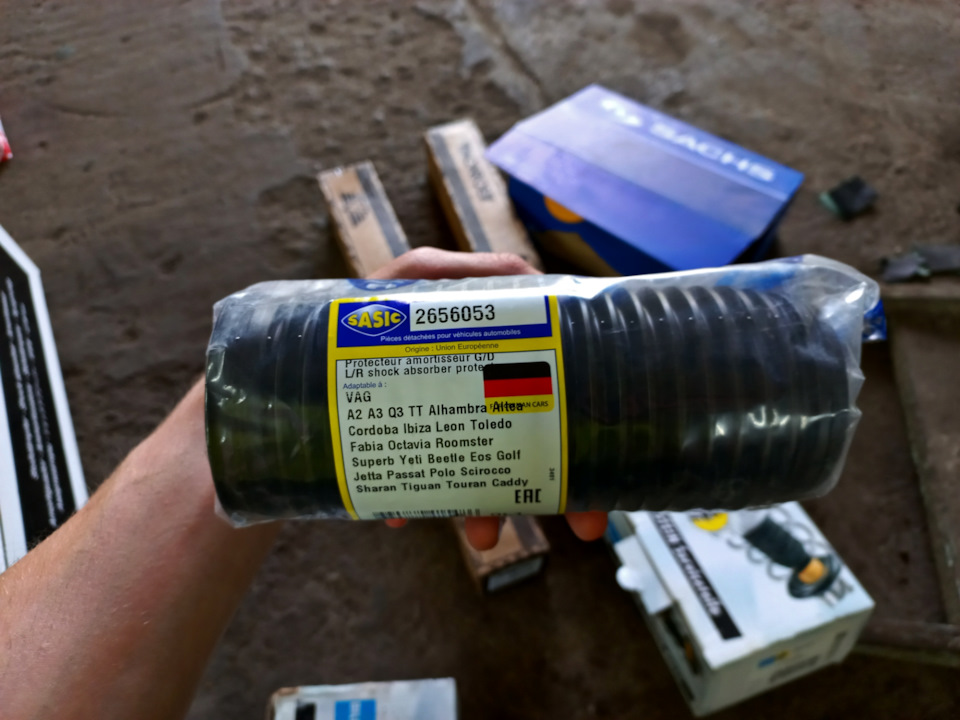 SACHS
SASIC
2656053
Pièces détachées pour véhicules automobiles
Origine : Union Européenne
Protecteur amortisseur G/D
L/R shock absorber prote
Adaptable à :
VAG
A2 A3 Q3 TT Alhambra Altea
CARS
Cordoba Ibiza Leon Toledo
Fabia Octavia Roomster
Superb Yeti Beetle Eos Golf
Jetta Passat Polo Scirocco
Sharan Tiguan Touran Caddy
EAC